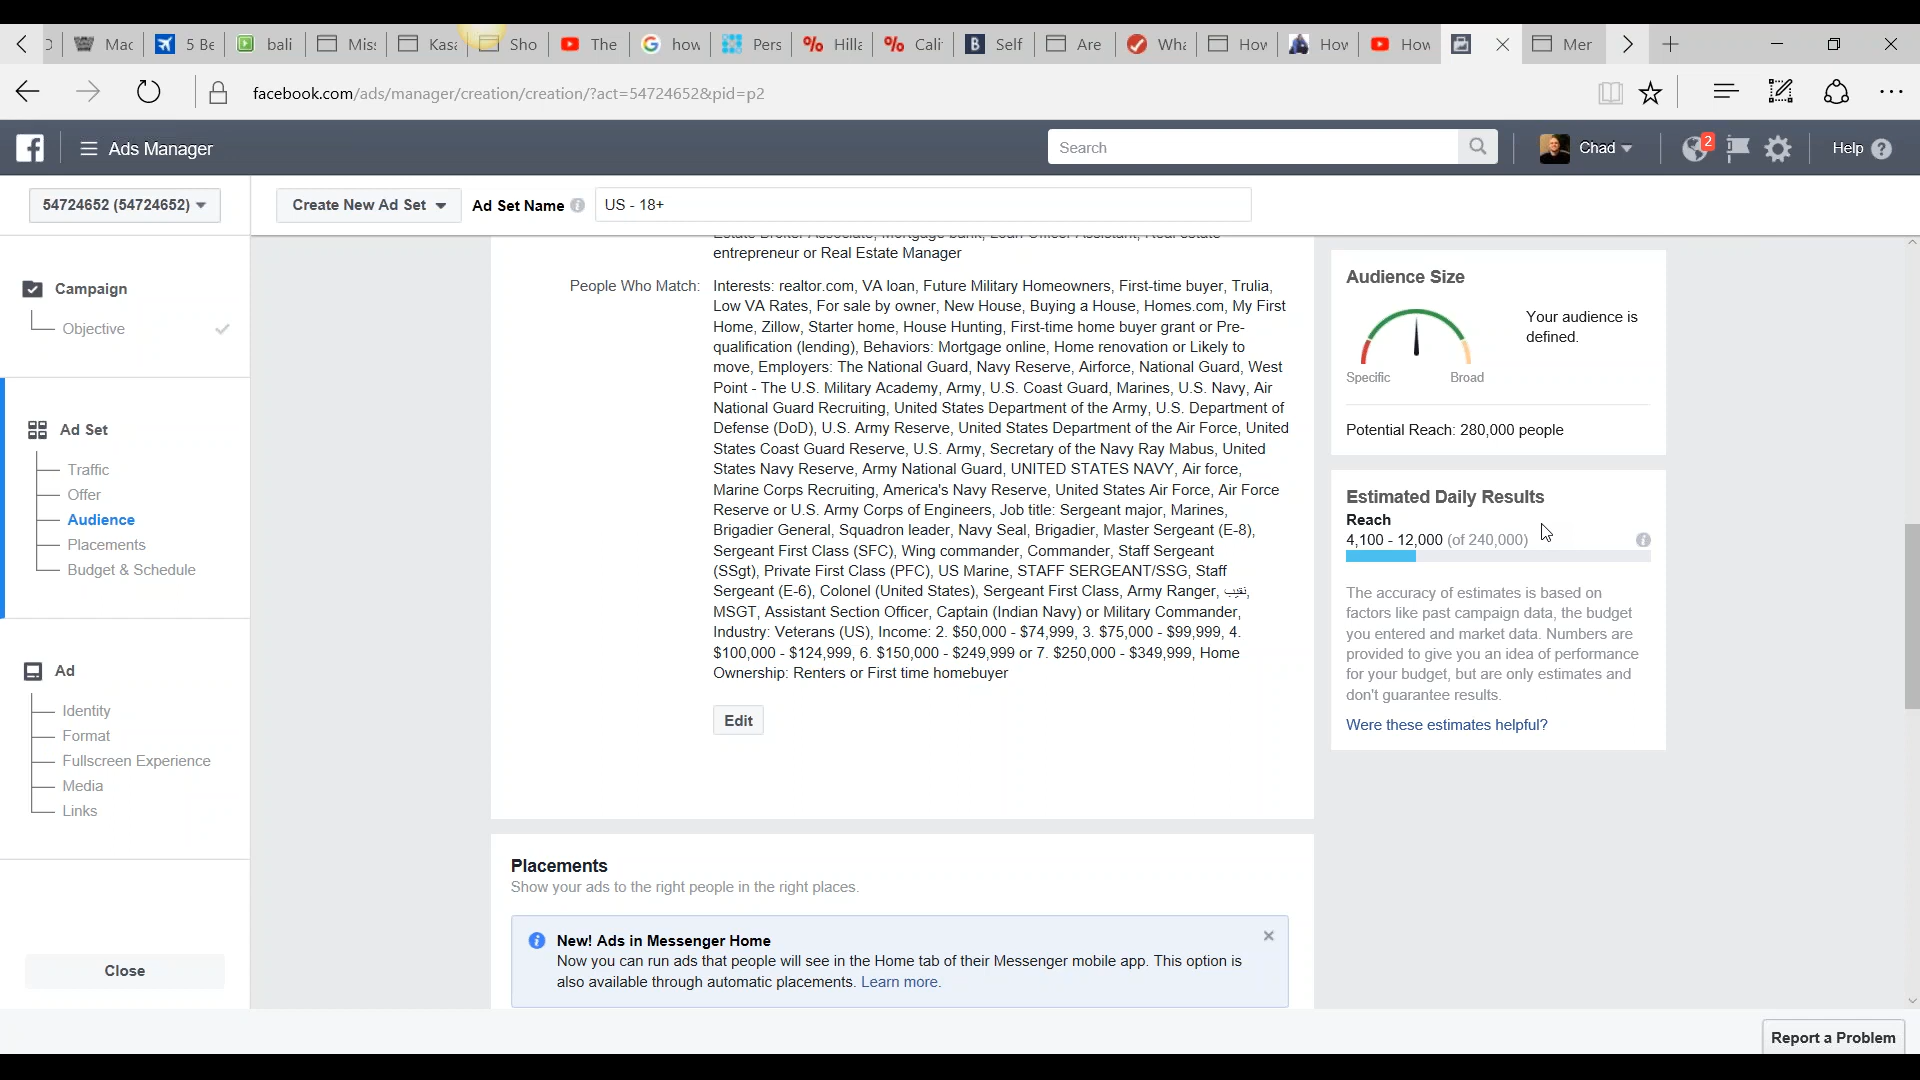 Mac
5 Be
bali
Mis:
Kasa
Sho
The
how
Pers
Hilla
Cali
Self
Are
Wha
How
How
How
Mer
facebook.com/ads/manager/creation/creation/?act=54724652&pid=p2
Ads Manager
Search
Chad
2
Help
54724652 (54724652)
Create New Ad Set
Ad Set Name
US - 18+
Campaign
Objective
Ad Set
Traffic
Offer
Audience
Placements
Budget & Schedule
Ad
Identity
Format
Fullscreen Experience
Media
Links
Close
entrepreneur or Real Estate Manager
People Who Match:
Interests: realtor.com, VA loan, Future Military Homeowners, First-time buyer, Trulia,
Low VA Rates, For sale by owner, New House, Buying a House, Homes.com, My First
Home, Zillow, Starter home, House Hunting, First-time home buyer grant or Pre-
qualification (lending), Behaviors: Mortgage online, Home renovation or Likely to
move, Employers: The National Guard, Navy Reserve, Airforce, National Guard, West
Point - The U.S. Military Academy, Army, U.S. Coast Guard, Marines, U.S. Navy, Air
National Guard Recruiting, United States Department of the Army, U.S. Department of
Defense (DoD), U.S. Army Reserve, United States Department of the Air Force, United
States Coast Guard Reserve, U.S. Army, Secretary of the Navy Ray Mabus, United
States Navy Reserve, Army National Guard, UNITED STATES NAVY, Air force,
Marine Corps Recruiting, America's Navy Reserve, United States Air Force, Air Force
Reserve or U.S. Army Corps of Engineers, Job title: Sergeant major, Marines,
Brigadier General, Squadron leader, Navy Seal, Brigadier, Master Sergeant (E-8),
Sergeant First Class (SFC), Wing commander, Commander, Staff Sergeant
(SSgt), Private First Class (PFC), US Marine, STAFF SERGEANT/SSG, Staff
Sergeant (E-6), Colonel (United States), Sergeant First Class, Army Ranger, نقيب,
MSGT, Assistant Section Officer, Captain (Indian Navy) or Military Commander,
Industry: Veterans (US), Income: 2. $50,000 - $74,999, 3. $75,000 - $99,999, 4.
$100,000 - $124,999, 6. $150,000 - $249,999 or 7. $250,000 - $349,999, Home
Ownership: Renters or First time homebuyer
Edit
Placements
Show your ads to the right people in the right places.
New! Ads in Messenger Home
Now you can run ads that people will see in the Home tab of their Messenger mobile app. This option is
also available through automatic placements. Learn more.
Audience Size
Your audience is
defined.
Specific
Broad
Potential Reach: 280,000 people
Estimated Daily Results
Reach
4,100 - 12,000 (of 240,000)
The accuracy of estimates is based on
factors like past campaign data, the budget
you entered and market data. Numbers are
provided to give you an idea of performance
for your budget, but are only estimates and
don't guarantee results.
Were these estimates helpful?
Report a Problem